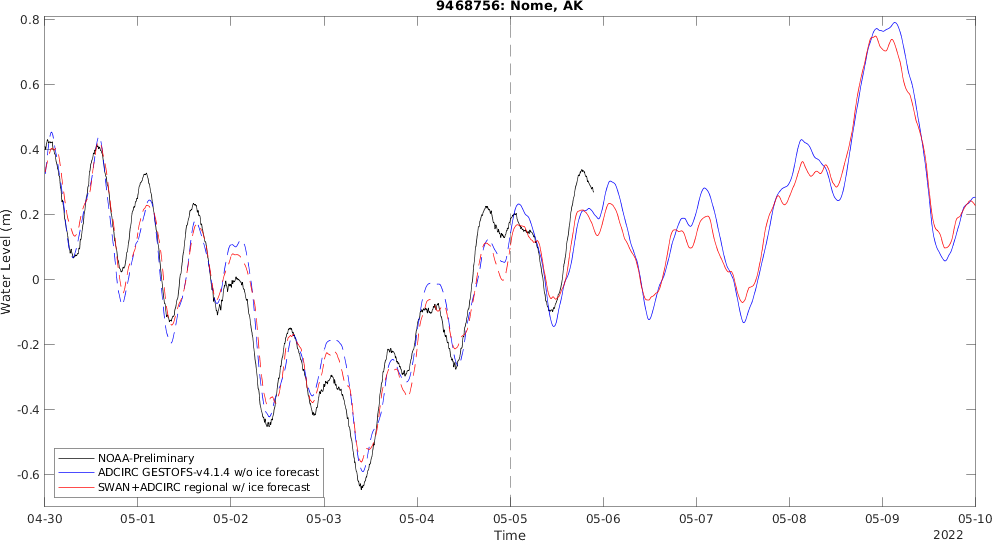 9468756: Nome, AK
0.8
0.6
0.4
0.2
0
-0.2
-0.4
-0.6
Water Level (m)
NOAA-Preliminary
ADCIRC GESTOFS-v4.1.4 w/o ice forecast
SWAN+ADCIRC regional w/ ice forecast
04-30 05-01 05-02 05-03 05-04 05-05 05-06 05-07 05-08 05-09 05-10
Time
2022